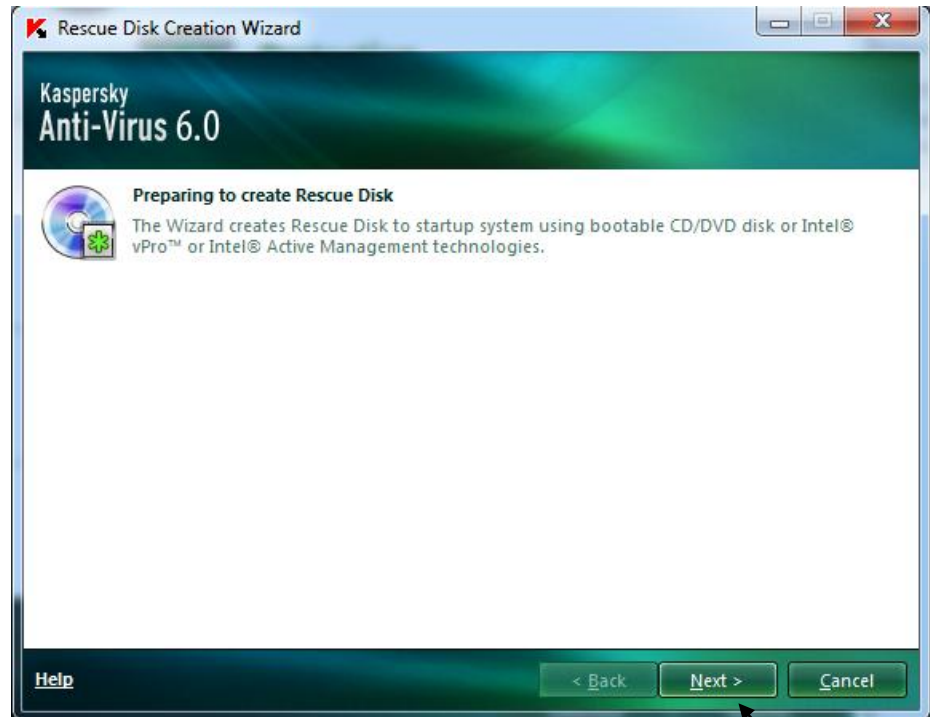 Rescue Disk Creation Wizard
Kaspersky
Anti-Virus 6.0
Preparing to create Rescue Disk
The Wizard creates Rescue Disk to startup system using bootable CD/DVD disk or Intel®
vPro™ or Intel® Active Management technologies.
Help
< Back
Next >
Cancel